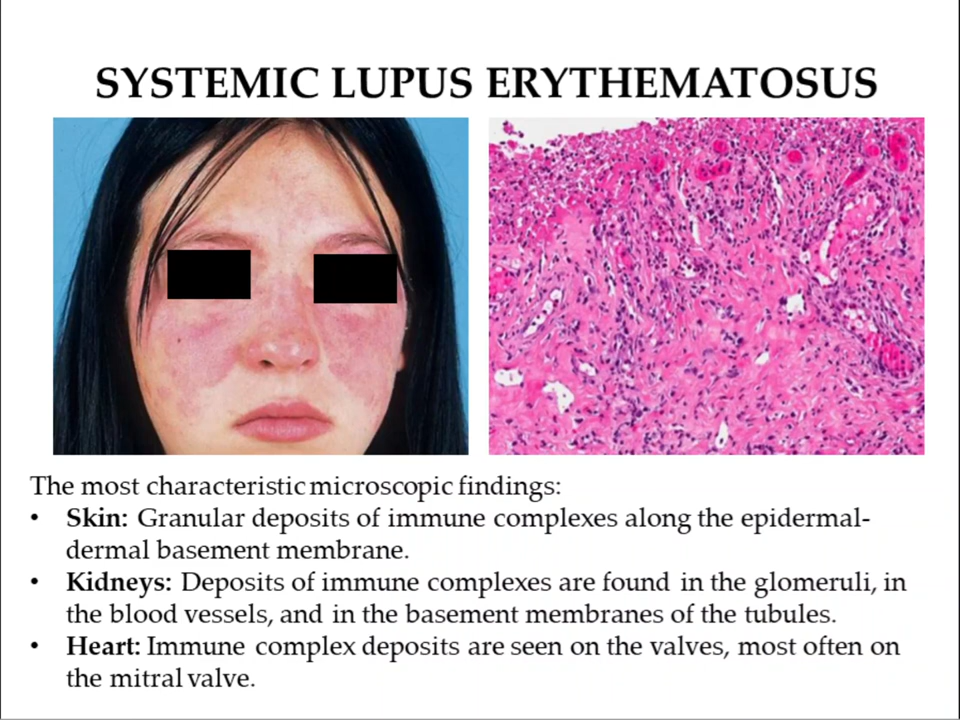 SYSTEMIC LUPUS ERYTHEMATOSUS
The most characteristic microscopic findings:
• Skin: Granular deposits of immune complexes along the epidermal-
dermal basement membrane.
• Kidneys: Deposits of immune complexes are found in the glomeruli, in
the blood vessels, and in the basement membranes of the tubules.
• Heart: Immune complex deposits are seen on the valves, most often on
the mitral valve.